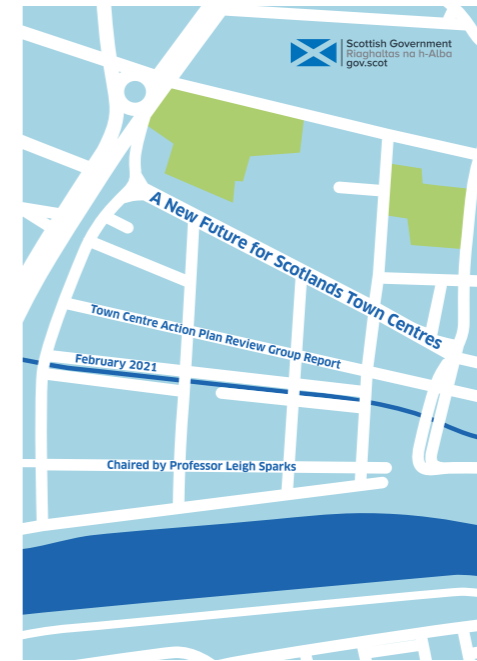 Scottish Government
Riaghaltas na h-Alba
gov.scot
A New Future for Scotlands Town Centres
Town Centre Action Plan Review Group Report
February 2021
Chaired by Professor Leigh Sparks